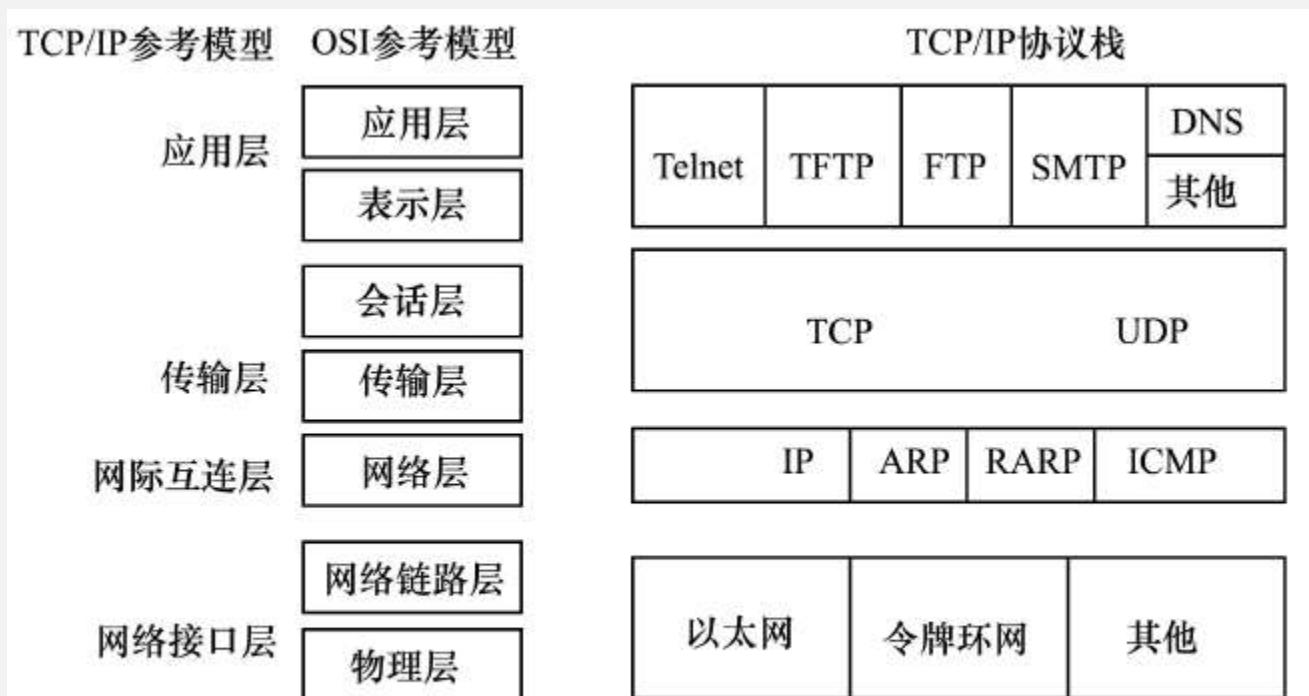 TCP/IP参考模型 OSI参考模型 TCP/IP协议栈
应用层
应用层
表示层
Telnet TFTP FTP SMTP DNS
其他
传输层
会话层
传输层
TCP UDP
网际互连层 网络层 IP ARP RARP ICMP
网络接口层
网络链路层
物理层
以太网 令牌环网 其他